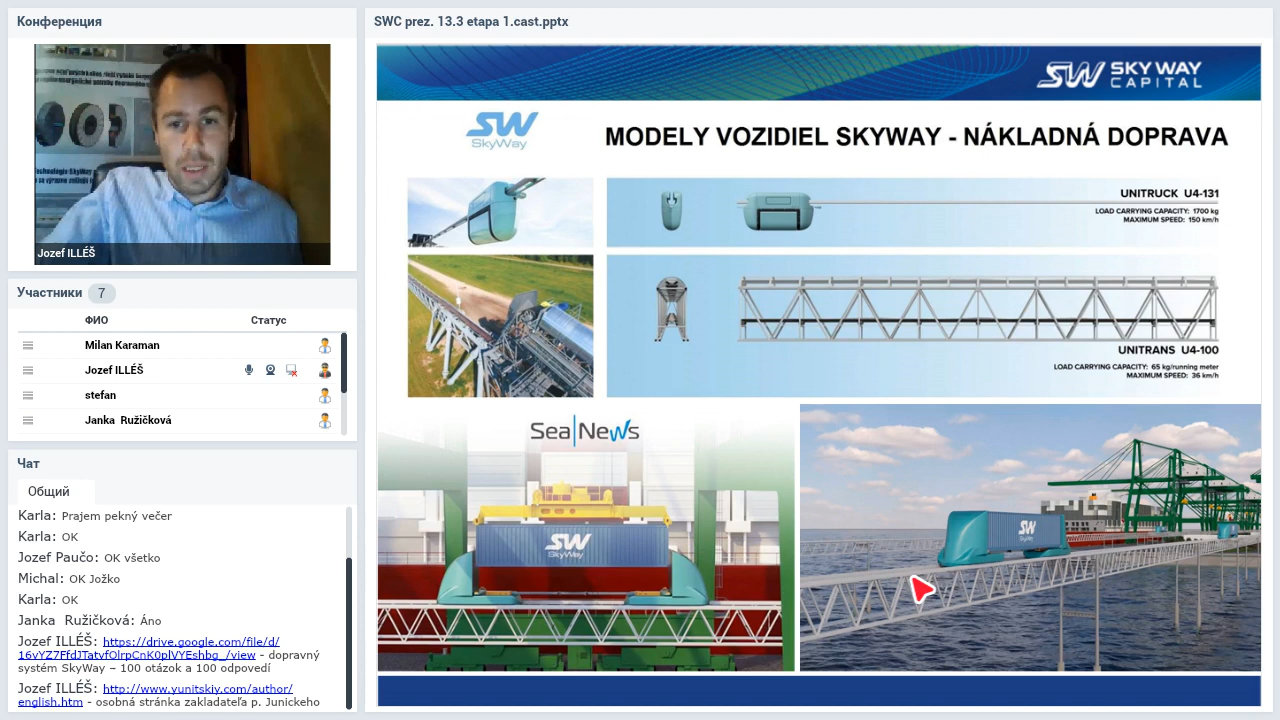 Конференция
Jozef ILLÉŠ
Участники 7
ФИО Статус
Milan Karaman
Jozef ILLÉŠ
stefan
Janka Ružičková
Чат
Общий
Karla: Prajem pekný večer
Karla: OK
Jozef Paučo: OK všetko
Michal: OK Jožko
Karla: OK
Janka Ružičková: Áno
Jozef ILLÉŠ: https://drive.google.com/file/d/
- dopravný
systém SkyWay – 100 otázok a 100 odpovedí
Jozef ILLÉŠ: http://www.yunitskiy.com/author/
english.htm - osobná stránka zakladateľa p. Junického
SWC prez. 13.3 etapa 1.cast.pptx
SW SKY WAY
CAPITAL
SW
SkyWay
MODELY VOZIDIEL SKYWAY - NÁKLADNÁ DOPRAVA
UNITRUCK U4-131
LOAD CARRYING CAPACITY: 1700 kg
MAXIMUM SPEED: 150 km/h
UNITRANS U4-100
LOAD CARRYING CAPACITY: 65 kg/running meter
MAXIMUM SPEED: 36 km/h
Sea News
SW
SkyWay
SW
SkyWay